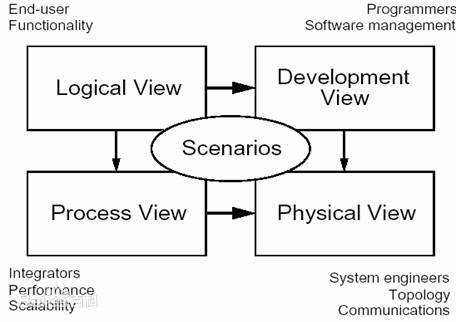 End-user
Functionality
Programmers
Software management
Logical View
Development
View
Scenarios
Process View
Physical View
Integrators
Performance
Scalability
System engineers
Topology
Communications